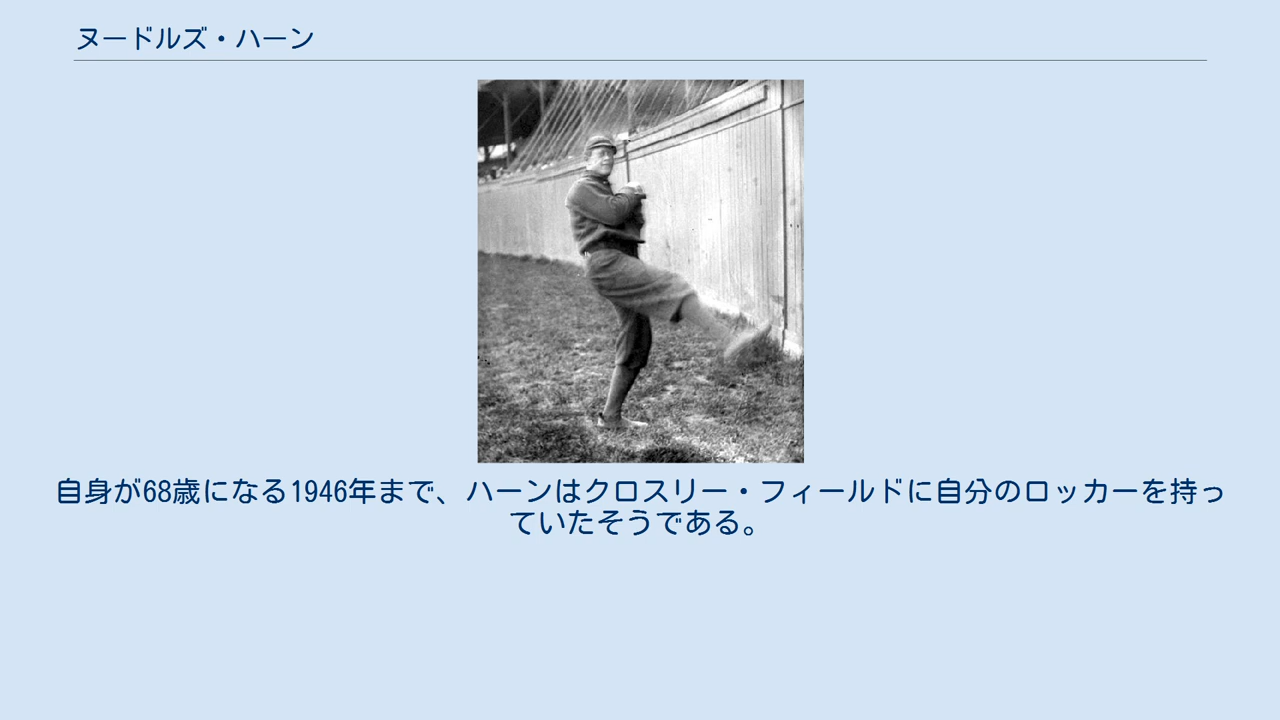 ヌードルズ・ハーン
自身が68歳になる1946年まで、ハーンはクロスリー・フィールドに自分のロッカーを持っ
ていたそうである。